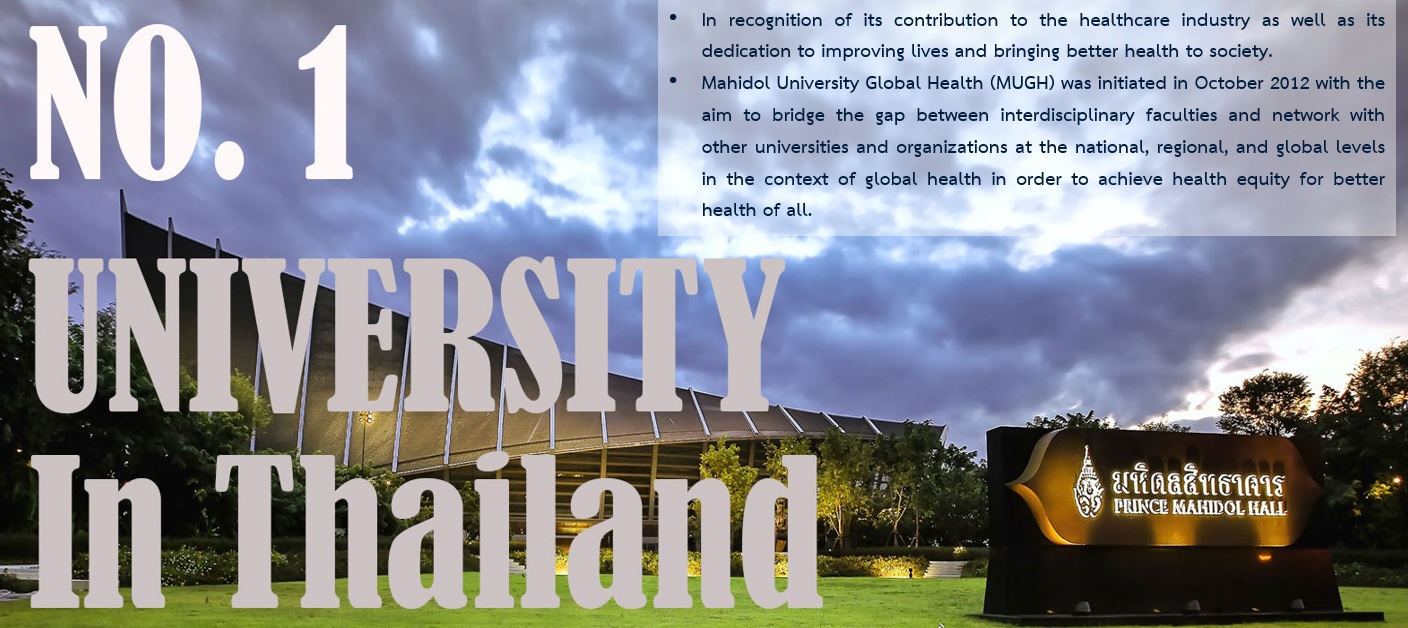 NO. 1
UNIVERSITY
In Thailand
• In recognition of its contribution to the healthcare industry as well as its
dedication to improving lives and bringing better health to society.
• Mahidol University Global Health (MUGH) was initiated in October 2012 with the
aim to bridge the gap between interdisciplinary faculties and network with
other universities and organizations at the national, regional, and global levels
in the context of global health in order to achieve health equity for better
health of all.
มหิดลสิทธาคาร
PRINCE MAHIDOL HALL